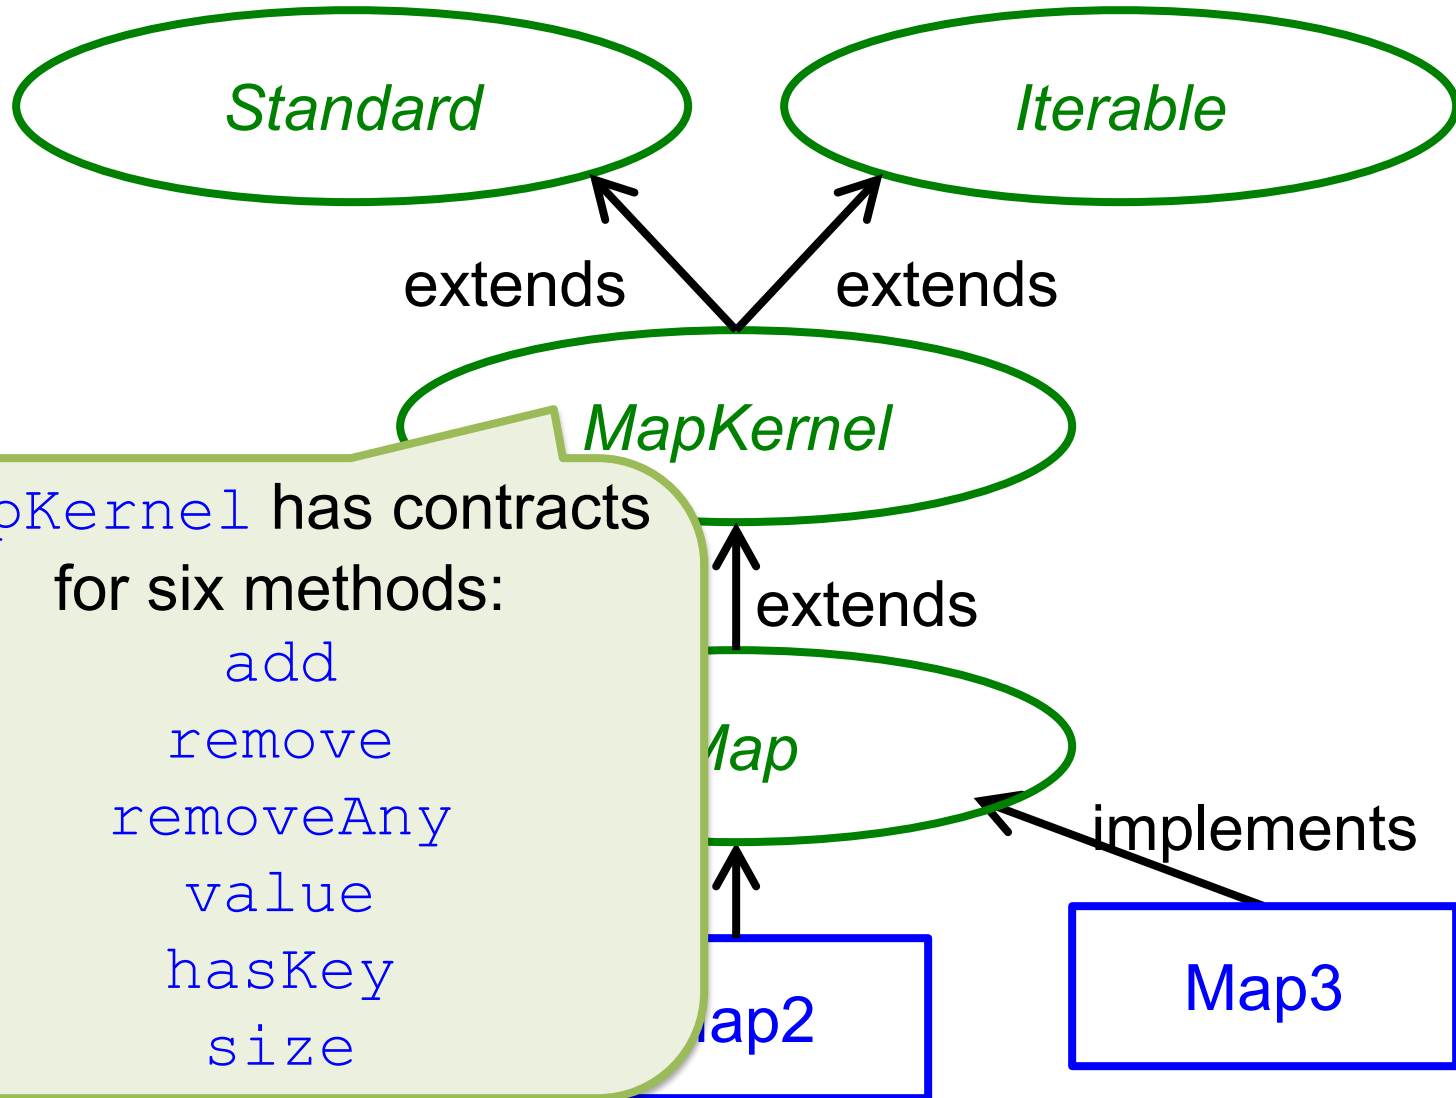 Standard
Iterable
extends
extends
MapKernel
pKernel has contracts
for six methods:
add
remove
removeAny
value
hasKey
size
extends
Map
implements
Map2
Map3